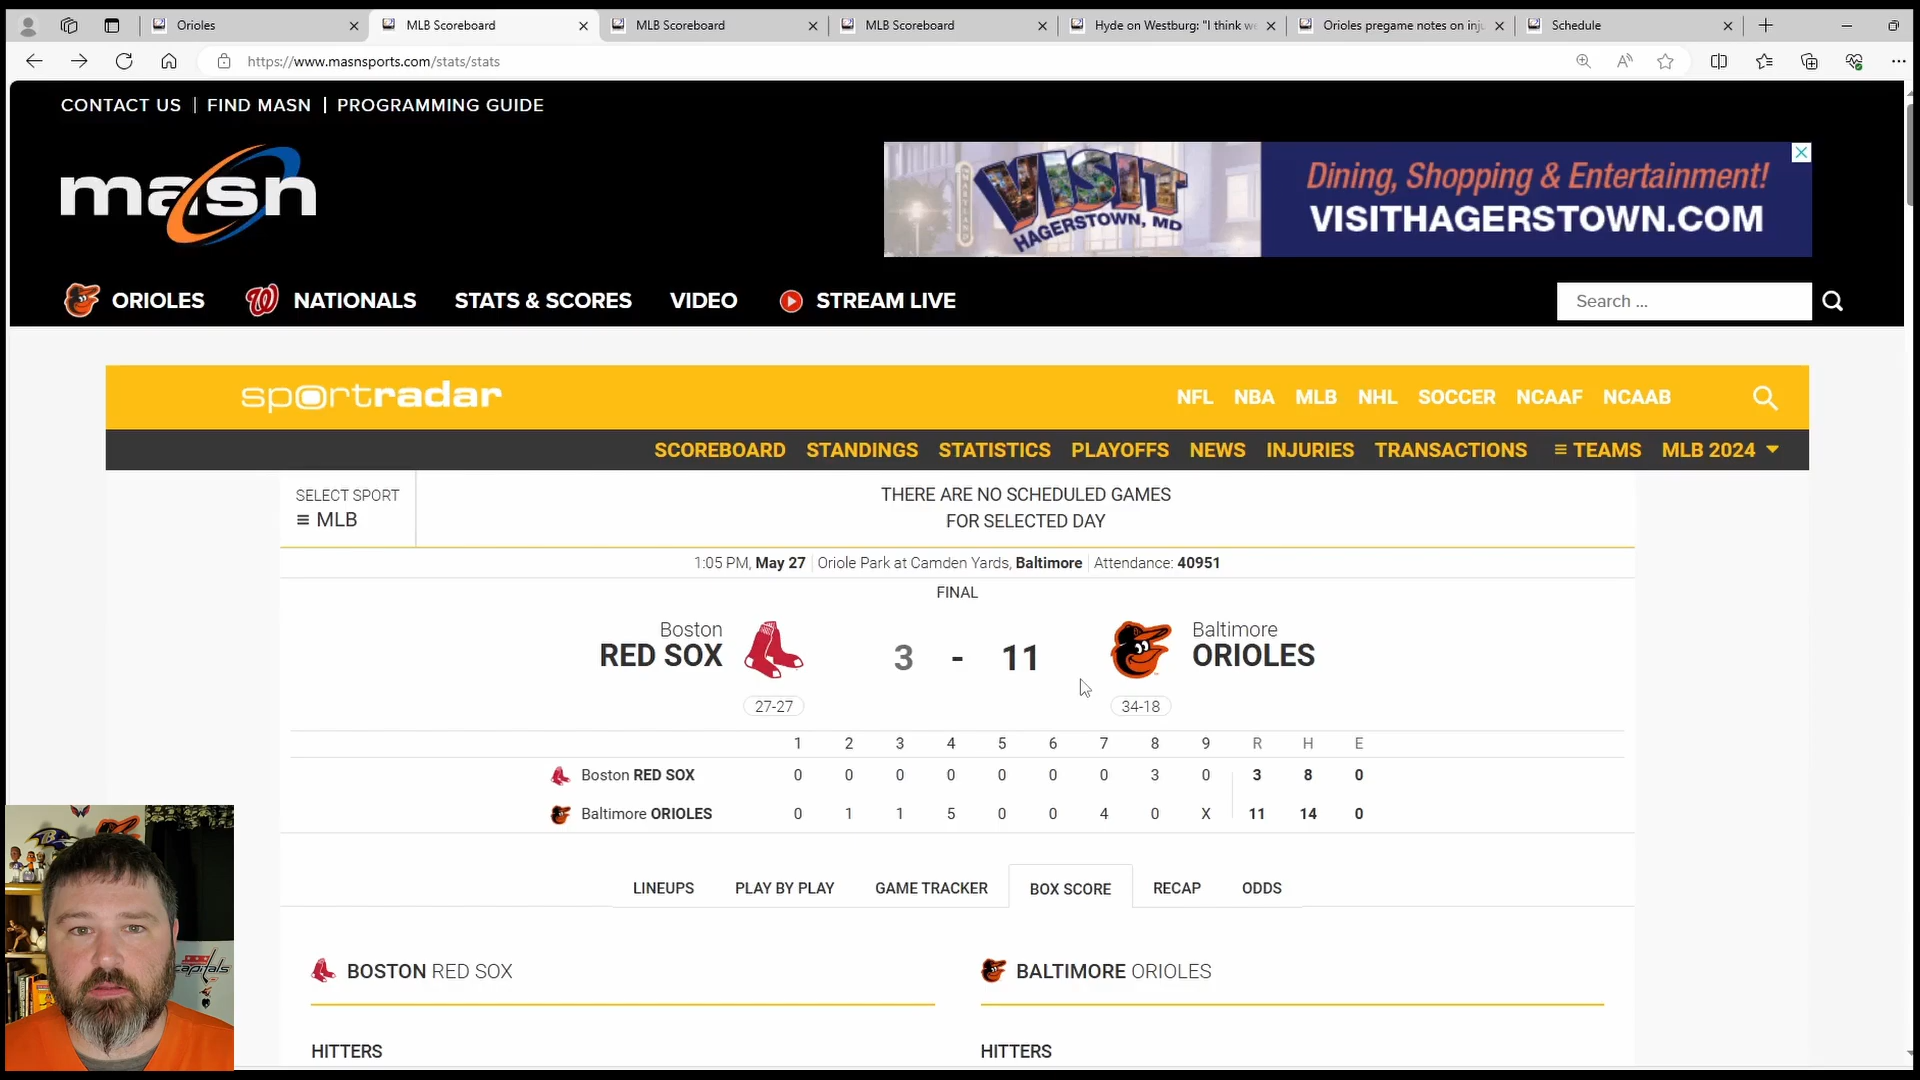 Orioles
MLB Scoreboard
MLB Scoreboard
MLB Scoreboard
Hyde on Westburg: "I think we
Orioles pregame notes on inju
Schedule
https://www.masnsports.com/stats/stats
CONTACT US | FIND MASN | PROGRAMMING GUIDE
masn
VISIT
HAGERSTOWN, MD
Dining, Shopping & Entertainment!
VISITHAGERSTOWN.COM
ORIOLES
NATIONALS
STATS & SCORES
VIDEO
STREAM LIVE
Search ...
sportradar
NFL NBA MLB NHL SOCCER NCAAF NCAAB
SCOREBOARD STANDINGS STATISTICS PLAYOFFS NEWS INJURIES TRANSACTIONS ≡ TEAMS MLB 2024
SELECT SPORT
≡ MLB
THERE ARE NO SCHEDULED GAMES
FOR SELECTED DAY
1:05 PM, May 27 | Oriole Park at Camden Yards, Baltimore | Attendance: 40951
FINAL
Boston
RED SOX
3 - 11
Baltimore
ORIOLES
27-27
34-18
1 2 3 4 5 6 7 8 9 R H E
Boston RED SOX 0 0 0 0 0 0 0 3 0 3 8 0
Baltimore ORIOLES 0 1 1 5 0 0 4 0 X 11 14 0
LINEUPS PLAY BY PLAY GAME TRACKER BOX SCORE RECAP ODDS
BOSTON RED SOX
BALTIMORE ORIOLES
HITTERS
HITTERS
capitals